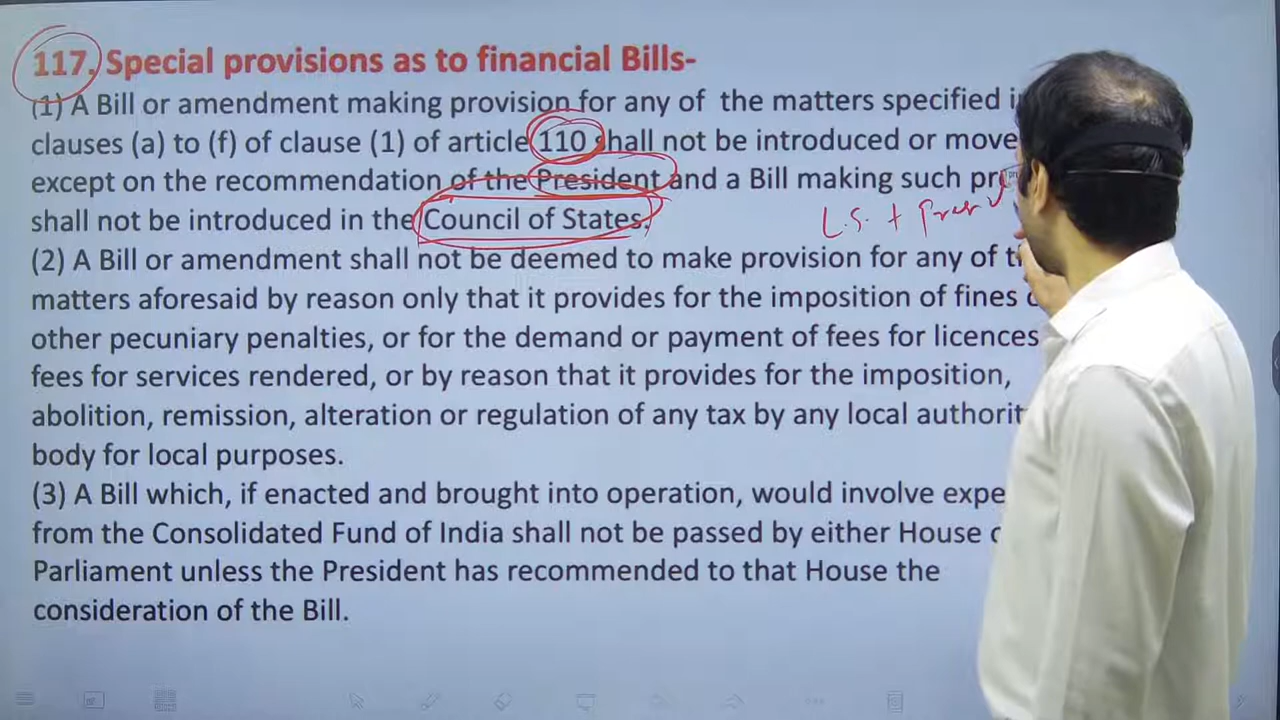 117. Special provisions as to financial Bills-
(1) A Bill or amendment making provision for any of the matters specified
clauses (a) to (f) of clause (1) of article 110 shall not be introduced or
except on the recommendation of the President and a Bill making such
shall not be introduced in the Council of States.
L.S. + Pres
(2) A Bill or amendment shall not be deemed to make provision for any of
matters aforesaid by reason only that it provides for the imposition of fines
other pecuniary penalties, or for the demand or payment of fees for licences
fees for services rendered, or by reason that it provides for the imposition,
abolition, remission, alteration or regulation of any tax by any local
body for local purposes.
(3) A Bill which, if enacted and brought into operation, would involve
from the Consolidated Fund of India shall not be passed by either House
Parliament unless the President has recommended to that House the
consideration of the Bill.